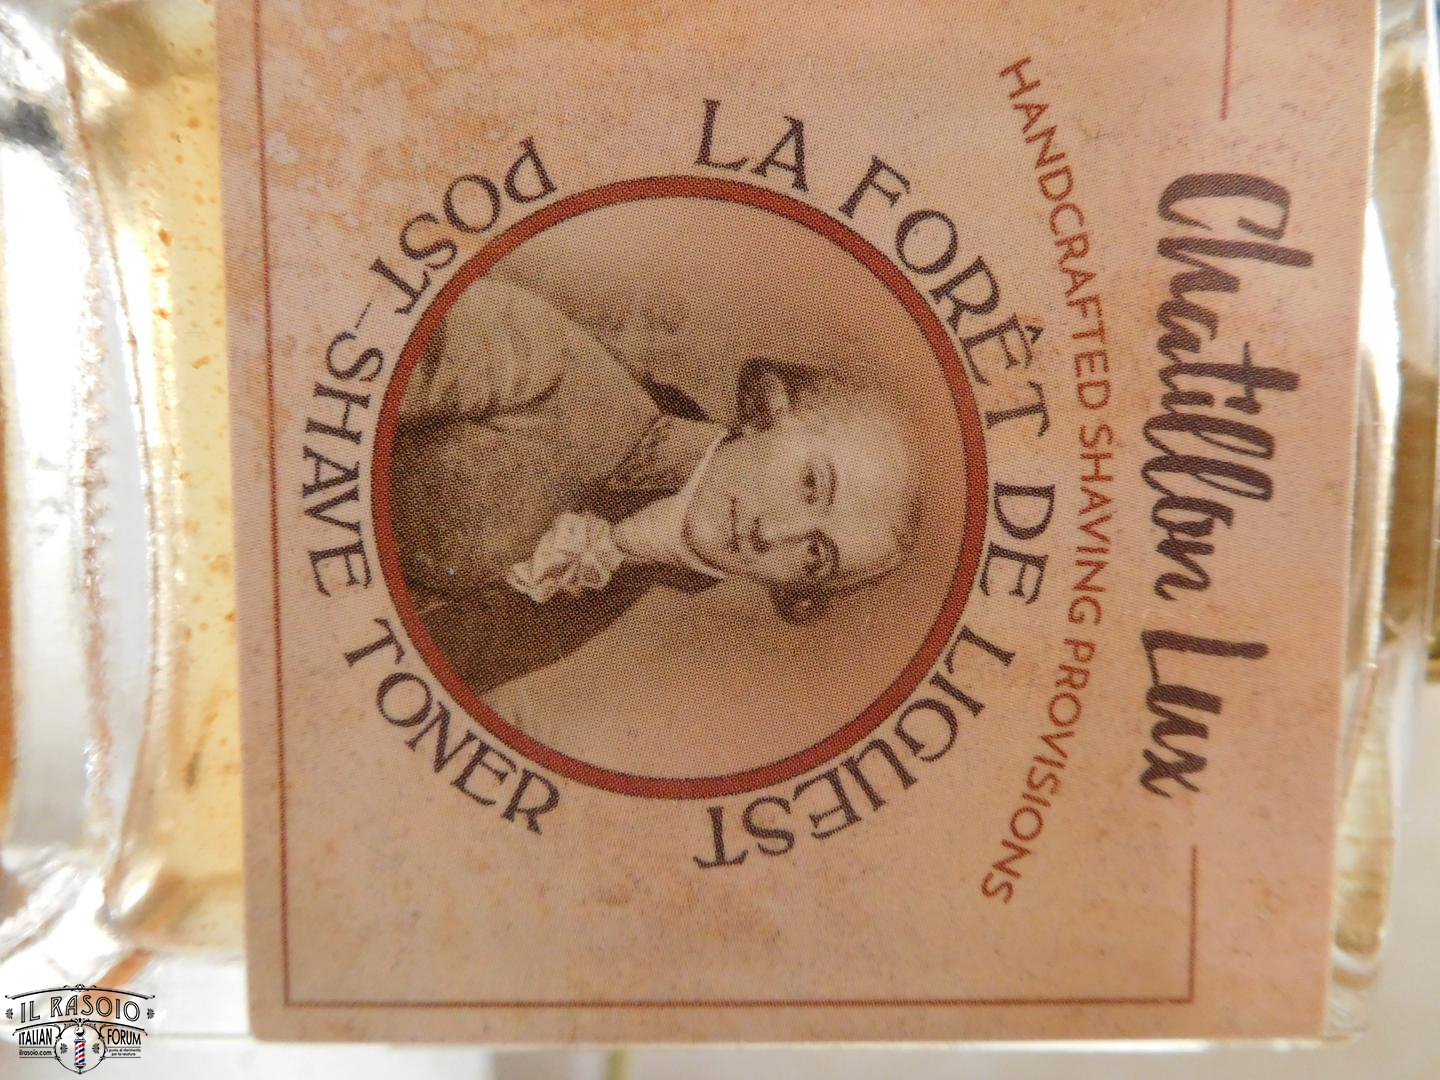 Chatillon Lux
HANDCRAFTED SHAVING PROVISIONS
LA FORÊT DE LIGUEST
POST-SHAVE TONER
IL RASOIO
ITALIAN FORUM
ilrasoio.com